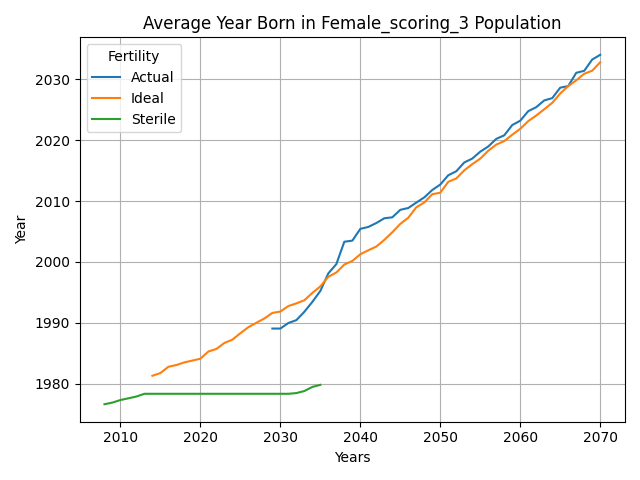 Average Year Born in Female_scoring_3 Population
Fertility
Actual
Ideal
Sterile
Year
2030
2020
2010
2000
1990
1980
2010 2020 2030 2040 2050 2060 2070
Years